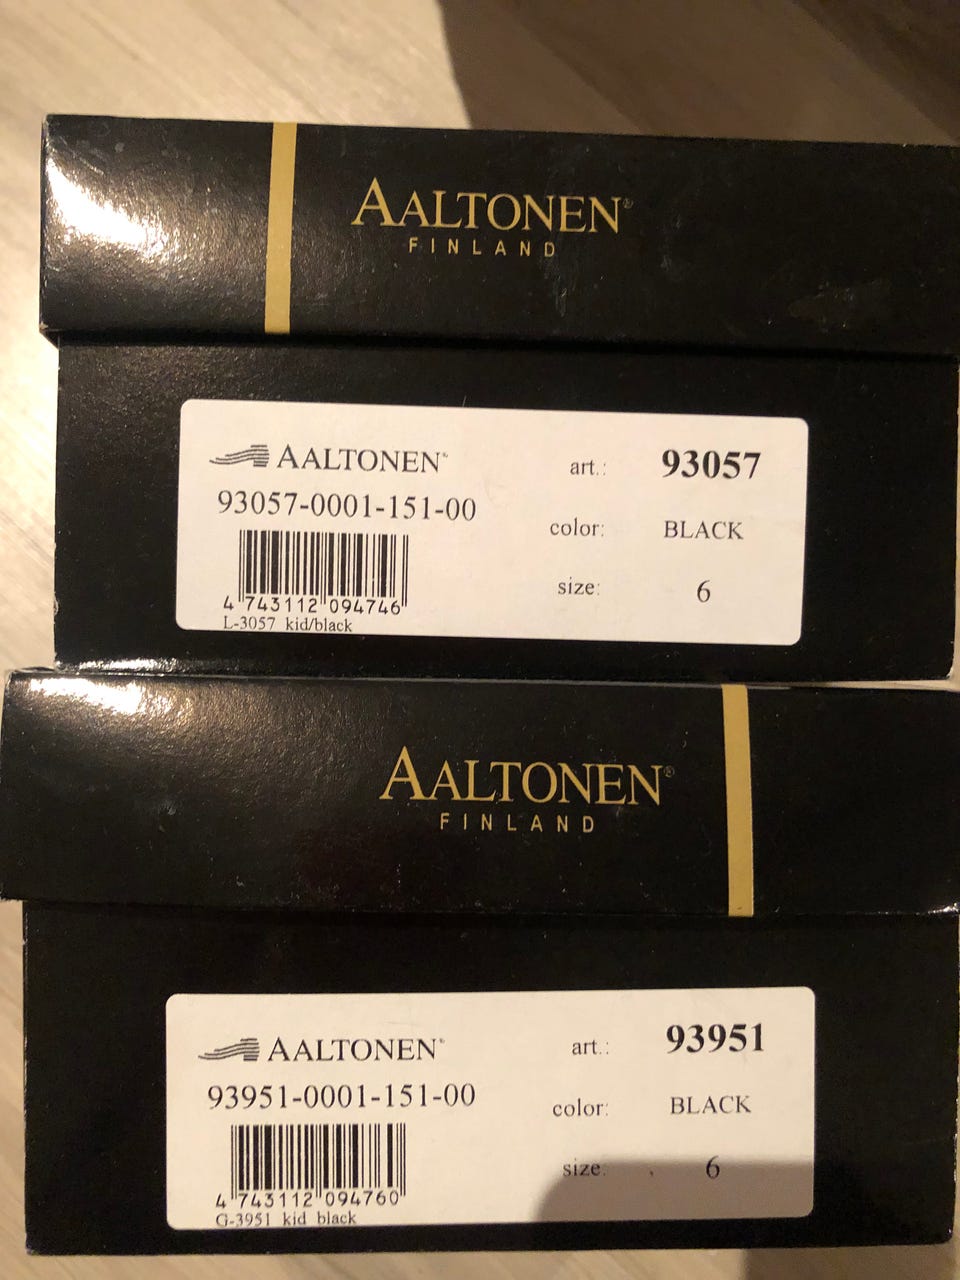 AALTONEN®
FINLAND
AALTONEN®
93057-0001-151-00
4 743112 094746
L-3057 kid/black
art.: 93057
color: BLACK
size: 6
AALTONEN®
FINLAND
AALTONEN®
93951-0001-151-00
4 743112 094760
G-3951 kid black
art.: 93951
color: BLACK
size: 6